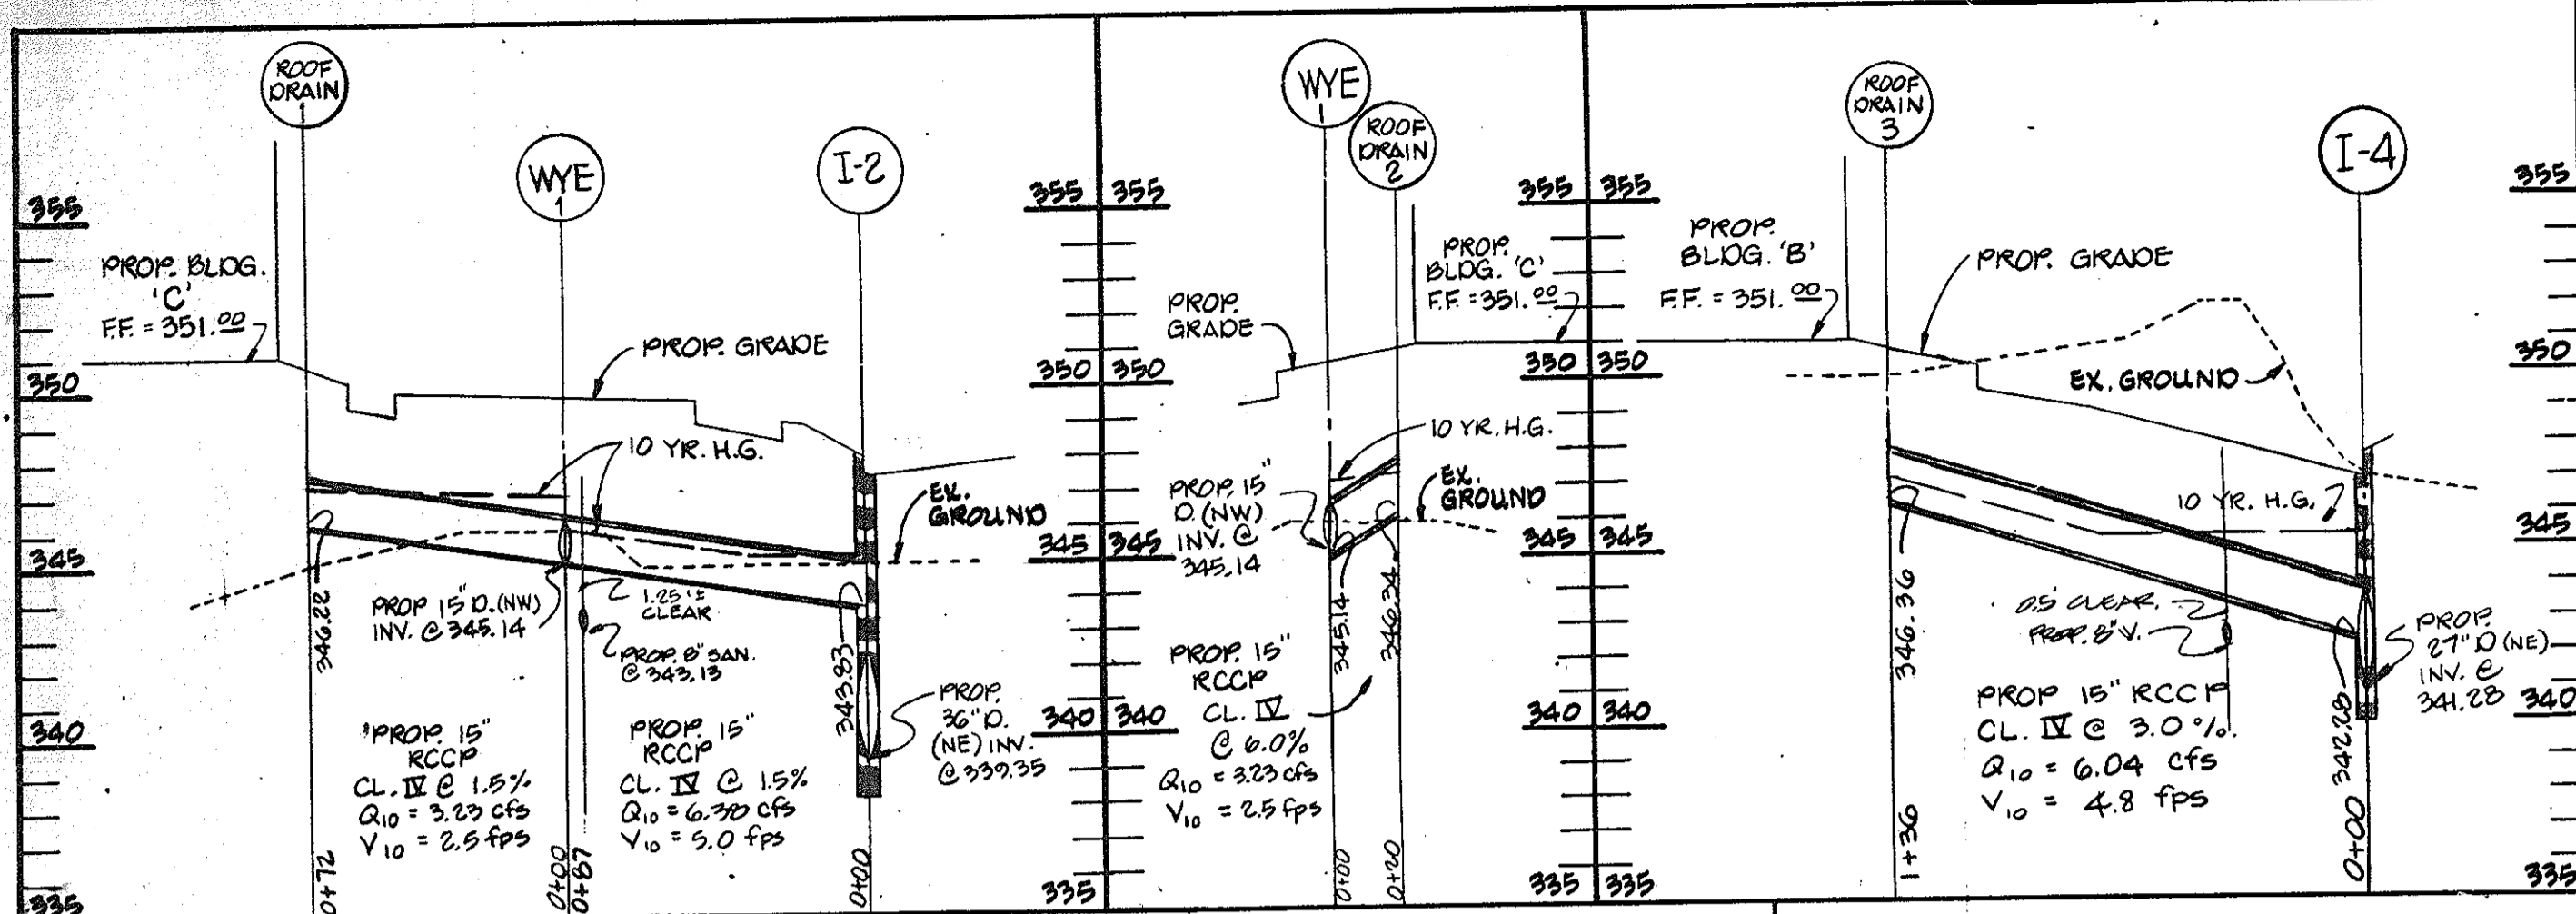 ROOF
DRAIN
1
WYE
1
I-2
355
PROP. BLDG.
'C'
F.F. = 351.00
PROP. GRADE
350
10 YR. H.G.
EX.
GROUND
345
346.22
PROP 15" D. (NW)
INV. @ 345.14
1.25'±
CLEAR
PROP. 8" SAN.
@ 343.13
343.83
PROP.
36" D.
(NE) INV.
@ 339.35
340
PROP. 15"
RCCP
CL. IV @ 1.5%
Q10 = 3.23 cfs
V10 = 2.5 fps
PROP. 15"
RCCP
CL. IV @ 1.5%
V10 = 5.0 fps
0+72
0+00
0+87
0+00
335
355 355
350 350
345 345
340 340
335
WYE
1
ROOF
DRAIN
2
PROP.
BLDG. 'C'
F.F. = 351.00
PROP.
GRADE
10 YR. H.G.
EX.
GROUND
PROP. 15"
D. (NW)
INV. @
345.14
345.14
346.34
PROP. 15"
RCCP
CL. IV
@ 6.0%
Q10 = 3.23 cfs
V10 = 2.5 fps
0+00
0+20
355 355
350 350
345 345
340 340
335 335
ROOF
DRAIN
3
I-4
PROP.
BLDG. 'B'
F.F. = 351.00
PROP. GRADE
EX. GROUND
10 YR. H.G.
346.36
0.5' CLEAR.
PROP. 8" V.
PROP.
27" D (NE)
INV. @
341.28
342.28
PROP 15" RCCP
CL. IV @ 3.0%.
Q10 = 6.04 cfs
V10 = 4.8 fps
1+36
0+00
355
350
345
340
335